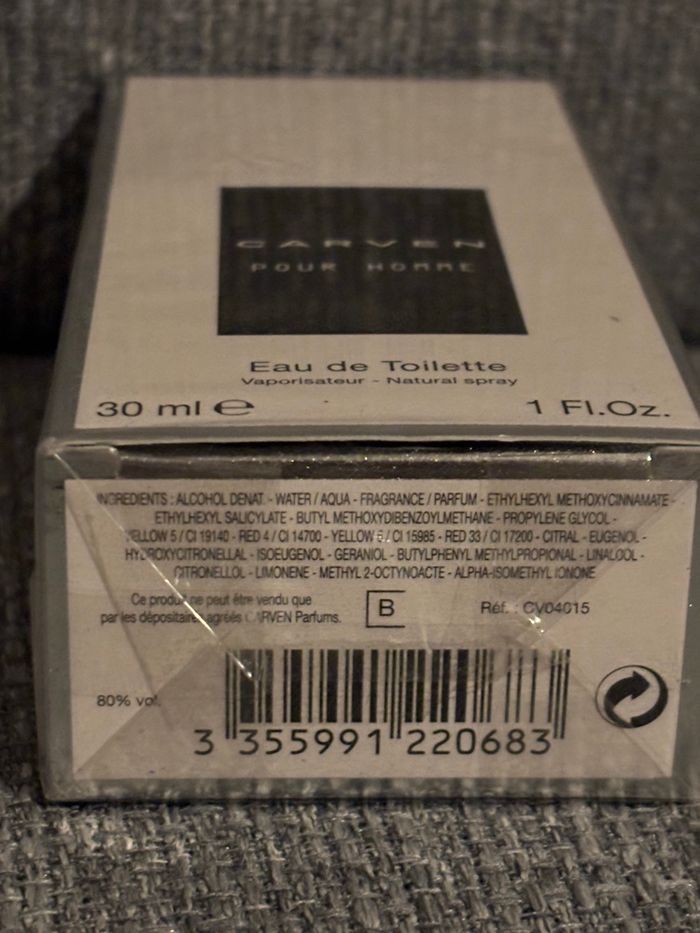 CARVEN
POUR HOMME
Eau de Toilette
Vaporisateur - Natural spray
30 ml ℮ 1 Fl.Oz.
INGREDIENTS : ALCOHOL DENAT. - WATER / AQUA - FRAGRANCE / PARFUM - ETHYLHEXYL METHOXYCINNAMATE -
ETHYLHEXYL SALICYLATE - BUTYL METHOXYDIBENZOYLMETHANE - PROPYLENE GLYCOL -
YELLOW 5 / CI 19140 - RED 4 / CI 14700 - YELLOW 6 / CI 15985 - RED 33 / CI 17200 - CITRAL - EUGENOL -
HYDROXYCITRONELLAL - ISOEUGENOL - GERANIOL - BUTYLPHENYL METHYLPROPIONAL - LINALOOL -
CITRONELLOL - LIMONENE - METHYL 2-OCTYNOACTE - ALPHA-ISOMETHYL IONONE
Ce produit ne peut être vendu que
par les dépositaires agréés CARVEN Parfums.
B
Réf. : CV04015
80% vol.
3 355991 220683